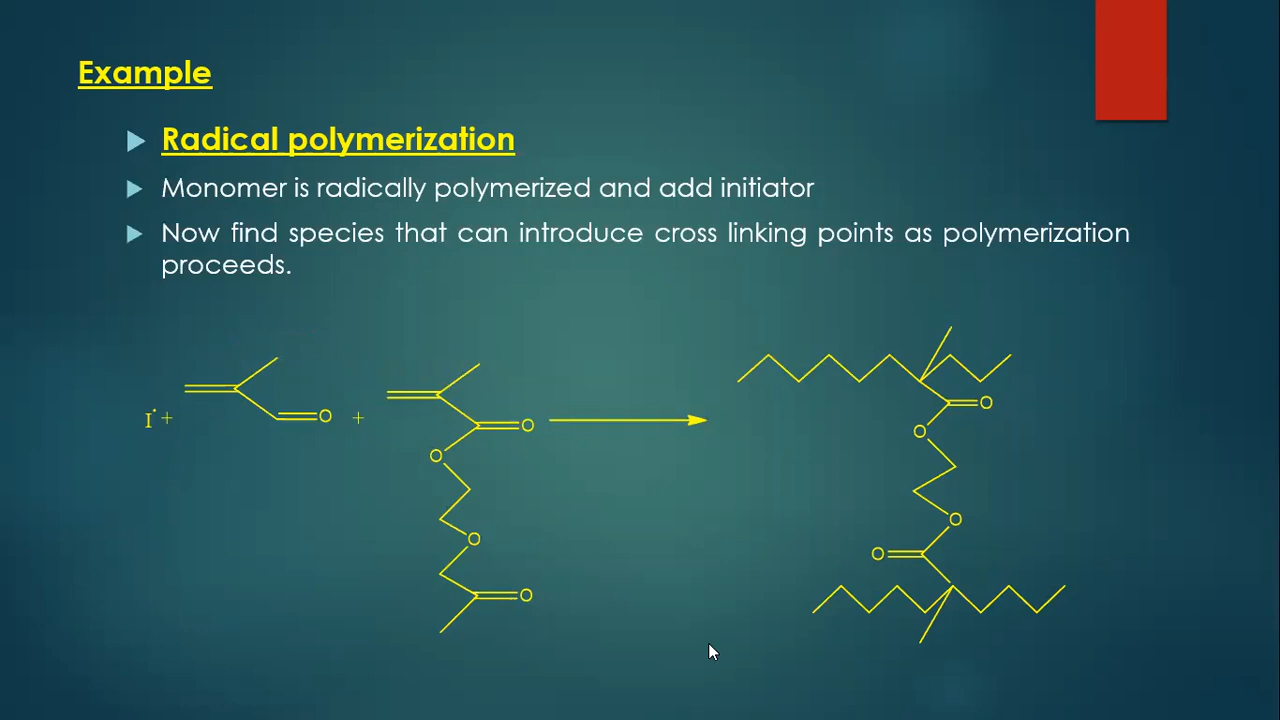 Example
Radical polymerization
Monomer is radically polymerized and add initiator
Now find species that can introduce cross linking points as polymerization
proceeds.
I• +
O
+
O
O
O
O
O
O
O
O